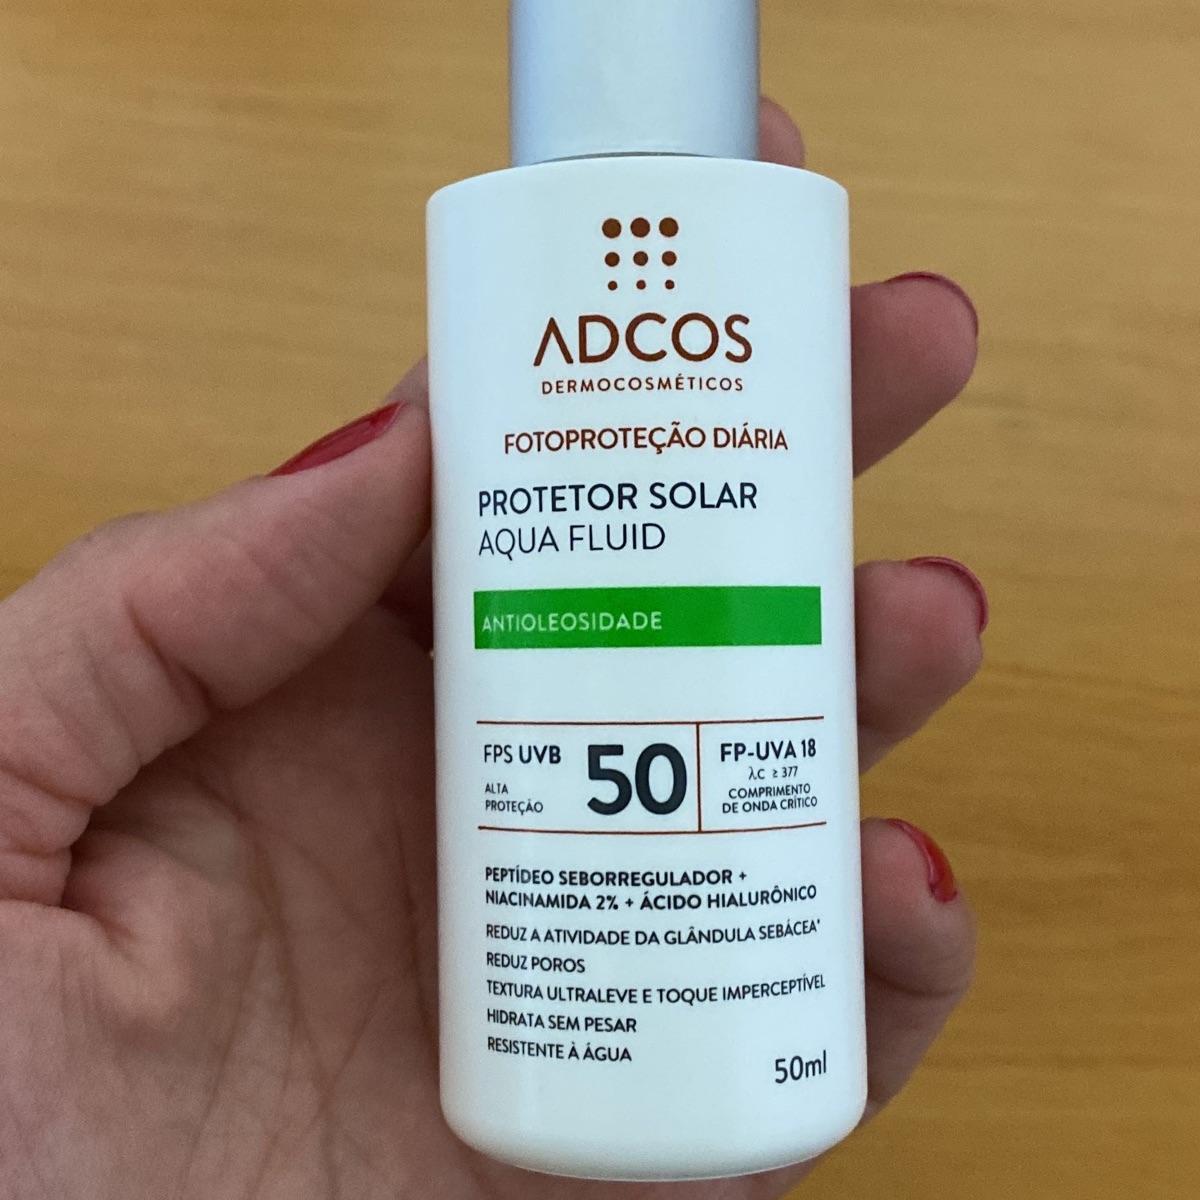 ADCOS
DERMOCOSMÉTICOS
FOTOPROTEÇÃO DIÁRIA
PROTETOR SOLAR
AQUA FLUID
ANTIOLEOSIDADE
FPS UVB
ALTA
PROTEÇÃO
50
FP-UVA 18
λC ≥ 377
COMPRIMENTO
DE ONDA CRÍTICO
PEPTÍDEO SEBORREGULADOR +
NIACINAMIDA 2% + ÁCIDO HIALURÔNICO
REDUZ A ATIVIDADE DA GLÂNDULA SEBÁCEA*
REDUZ POROS
TEXTURA ULTRALEVE E TOQUE IMPERCEPTÍVEL
HIDRATA SEM PESAR
RESISTENTE À ÁGUA
50ml